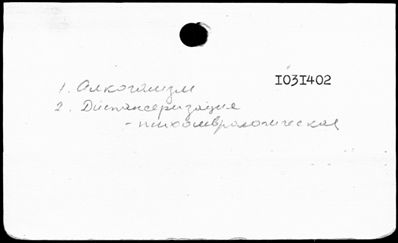 I03I402
1. Алкоголизм
2. Диспансеризация
- психоневрологическая